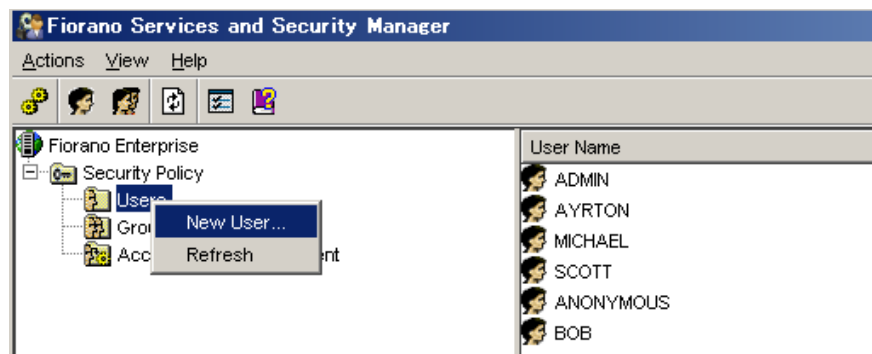 Fiorano Services and Security Manager
Actions View Help
Fiorano Enterprise
Security Policy
Users
New User...
Refresh
User Name
ADMIN
AYRTON
MICHAEL
SCOTT
ANONYMOUS
BOB